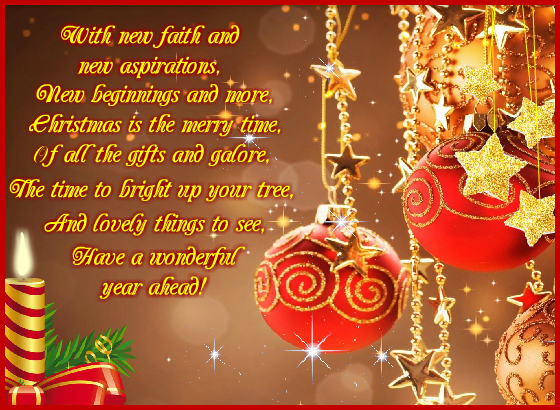 With new faith and
new aspirations,
New beginnings and more,
Christmas is the merry time,
Of all the gifts and galore,
The time to bright up your tree,
And lovely things to see,
Have a wonderful
year ahead!